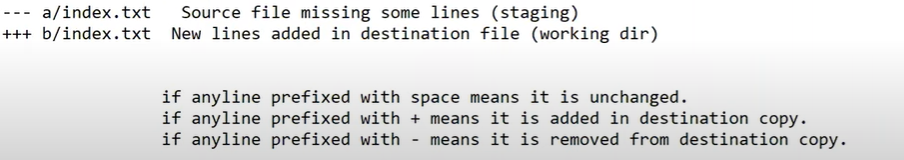 --- a/index.txt   Source file missing some lines (staging)
+++ b/index.txt  New lines added in destination file (working dir)
if anyline prefixed with space means it is unchanged.
if anyline prefixed with + means it is added in destination copy.
if anyline prefixed with - means it is removed from destination copy.